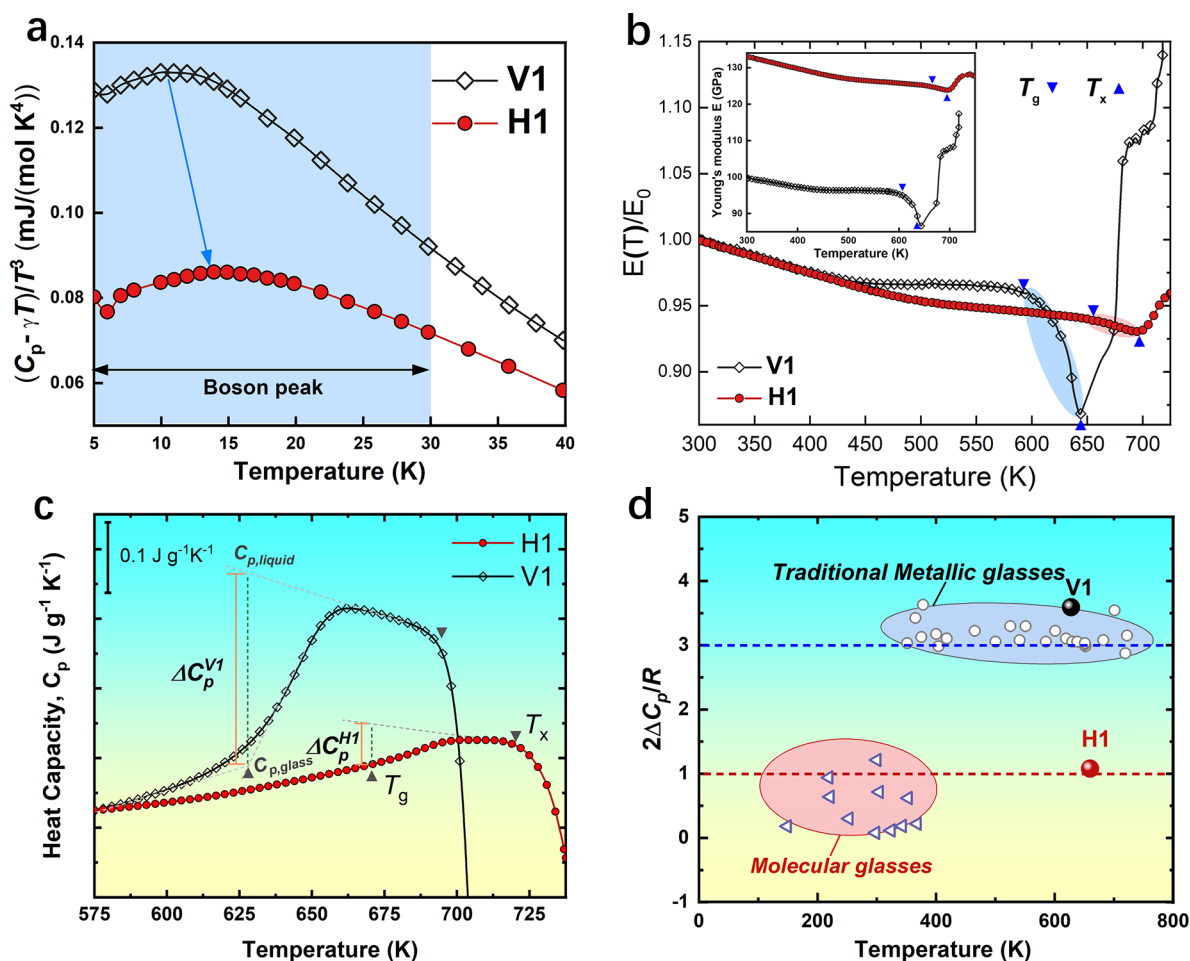 a
0.14
0.12
0.10
0.08
0.06
(Cp- γT)/T³ (mJ/(mol K⁴))
V1
H1
Boson peak
5 10 15 20 25 30 35 40
Temperature (K)
b
1.15
1.10
1.05
1.00
0.95
0.90
E(T)/E0
Tg
Tx
130
120
110
100
90
Young's modulus E (GPa)
300 400 500 600 700
Temperature (K)
V1
H1
300 350 400 450 500 550 600 650 700
Temperature (K)
c
0.1 J g⁻¹K⁻¹
Cp,liquid
H1
V1
ΔCpV1
Cp,glass
ΔCpH1
Tx
Tg
Heat Capacity, Cp (J g⁻¹ K⁻¹)
575 600 625 650 675 700 725
Temperature (K)
d
5
4
3
2
1
0
-1
2ΔCp/R
Traditional Metallic glasses
V1
H1
Molecular glasses
0 200 400 600 800
Temperature (K)